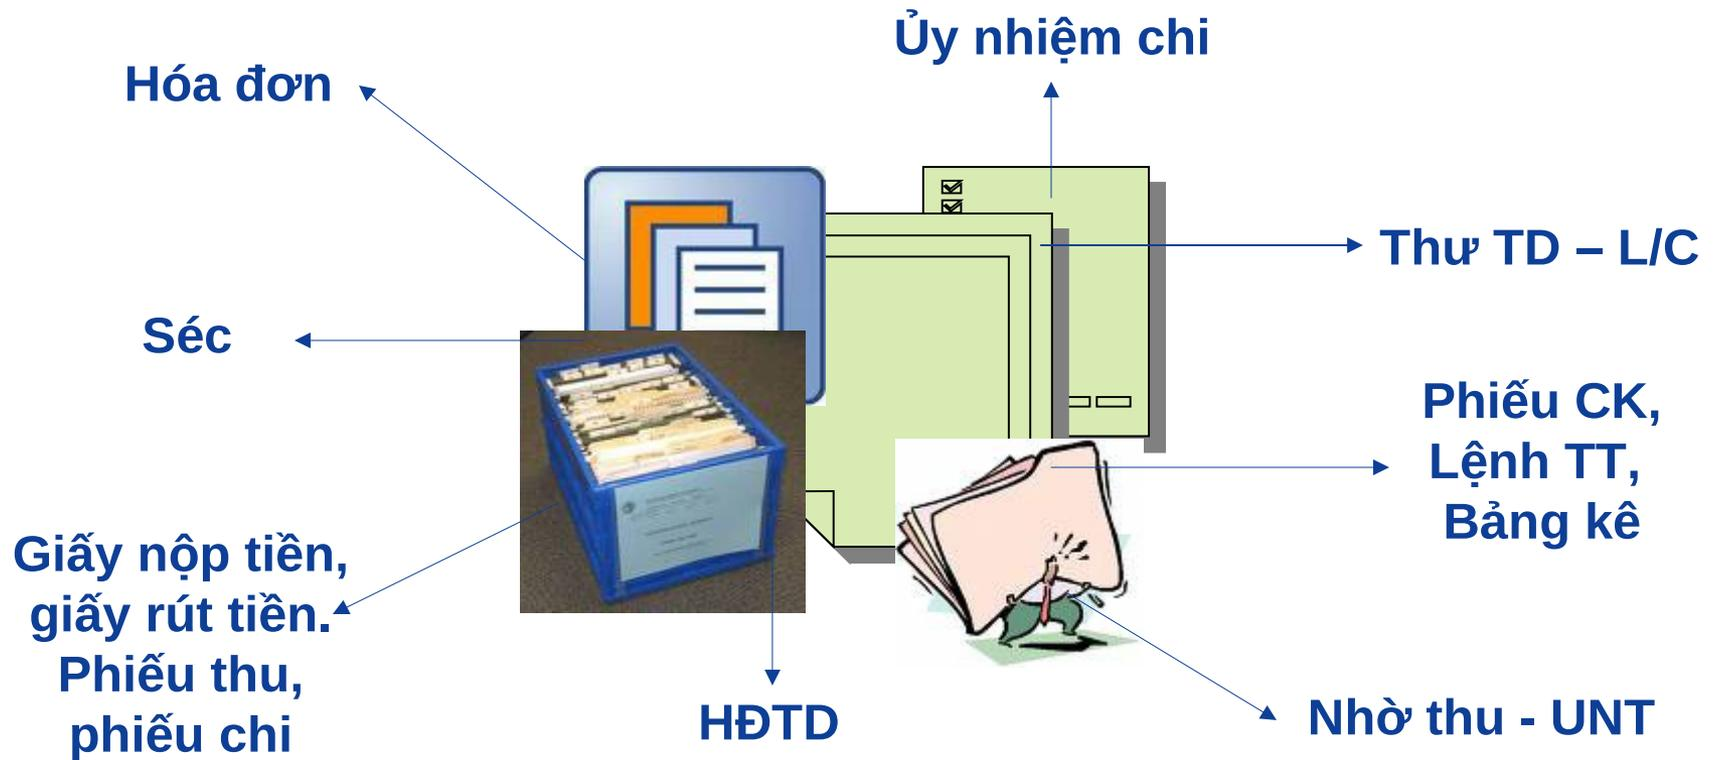 Ủy nhiệm chi
Hóa đơn
Thư TD – L/C
Séc
Phiếu CK,
Lệnh TT,
Bảng kê
Giấy nộp tiền,
giấy rút tiền.
Phiếu thu,
phiếu chi
HĐTD
Nhờ thu - UNT